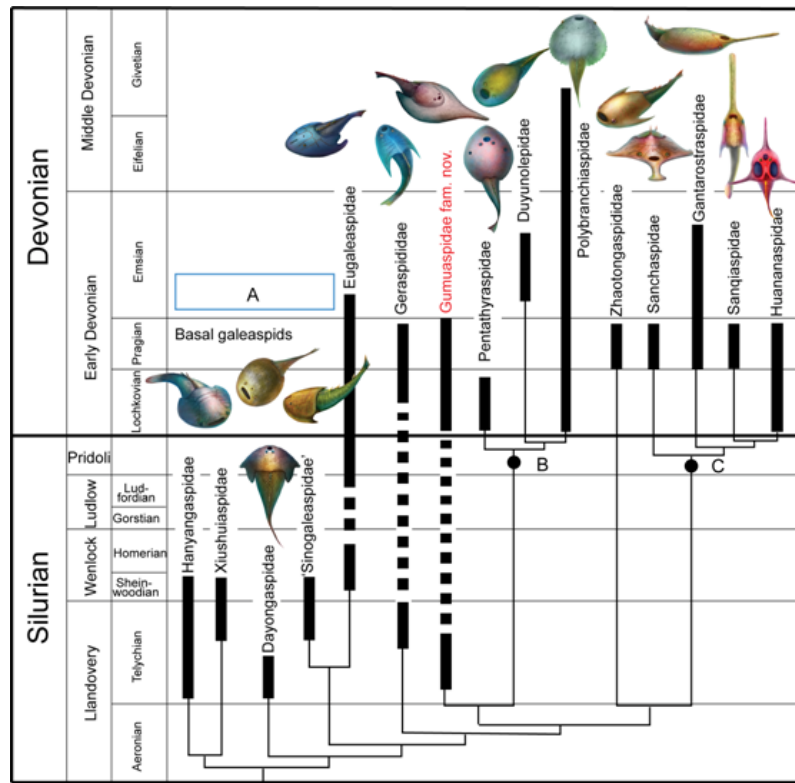 Devonian
Middle Devonian
Givetian
Eifelian
Early Devonian
Emsian
Pragian
Lochkovian
Silurian
Pridoli
Ludlow
Lud-
fordian
Gorstian
Wenlock
Homerian
Shein-
woodian
Llandovery
Telychian
Aeronian
A
Basal galeaspids
Hanyangaspidae
Xiushuiaspidae
Dayongaspidae
'Sinogaleaspidae'
Eugaleaspidae
Geraspididae
Gumuaspidae fam. nov.
Pentathyraspidae
Duyunolepidae
Polybranchiaspidae
Zhaotongaspididae
Sanchaspidae
Gantarostraspidae
Sanqiaspidae
Huananaspidae
B
C